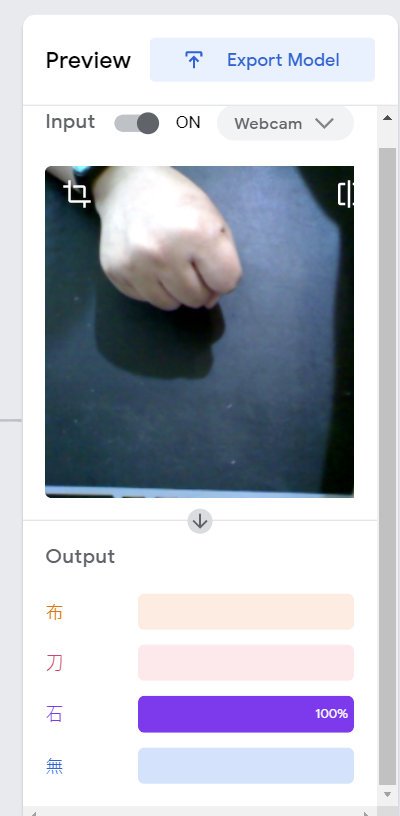 Preview
Export Model
Input
ON
Webcam
Output
布
刀
石
100%
無